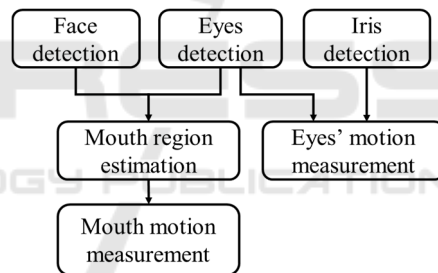 Face
detection
Eyes
detection
Iris
detection
Mouth region
estimation
Eyes' motion
measurement
Mouth motion
measurement